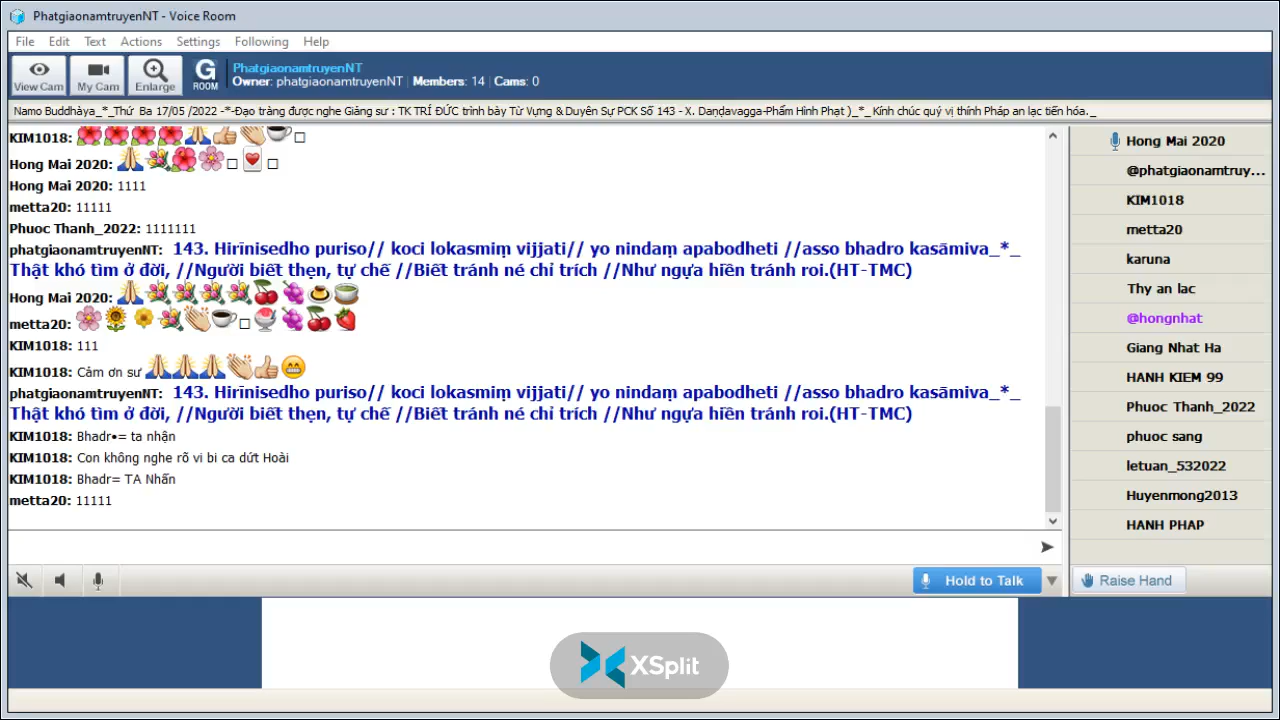 PhatgiaonamtruyenNT - Voice Room
File Edit Text Actions Settings Following Help
View Cam My Cam Enlarge G ROOM
PhatgiaonamtruyenNT
Owner: phatgiaonamtruyenNT | Members: 14 | Cams: 0
Namo Buddhàya_*_Thứ Ba 17/05 /2022 -*-Đạo tràng được nghe Giảng sư : TK TRÍ ĐỨC trình bày Từ Vựng & Duyên Sự PCK Số 143 - X. Daṇḍavagga-Phẩm Hình Phạt )_*_ Kính chúc quý vị thính Pháp an lạc tiến hóa._
KIM1018:
Hong Mai 2020:
Hong Mai 2020: 1111
metta20: 11111
Phuoc Thanh_2022: 1111111
phatgiaonamtruyenNT: 143. Hirīnisedho puriso// koci lokasmiṃ vijjati// yo nindaṃ apabodheti //asso bhadro kasāmiva_*_
Thật khó tìm ở đời, //Người biết thẹn, tự chế //Biết tránh né chỉ trích //Như ngựa hiền tránh roi.(HT-TMC)
Hong Mai 2020:
metta20:
KIM1018: 111
KIM1018: Cảm ơn sư
phatgiaonamtruyenNT: 143. Hirīnisedho puriso// koci lokasmiṃ vijjati// yo nindaṃ apabodheti //asso bhadro kasāmiva_*_
Thật khó tìm ở đời, //Người biết thẹn, tự chế //Biết tránh né chỉ trích //Như ngựa hiền tránh roi.(HT-TMC)
KIM1018: Bhadr•= ta nhận
KIM1018: Con không nghe rõ vi bi ca dứt Hoài
KIM1018: Bhadr= TA Nhấn
metta20: 11111
Hold to Talk
Hong Mai 2020
@phatgiaonamtruy...
KIM1018
metta20
karuna
Thy an lac
@hongnhat
Giang Nhat Ha
HANH KIEM 99
Phuoc Thanh_2022
phuoc sang
letuan_532022
Huyenmong2013
HANH PHAP
Raise Hand
XSplit